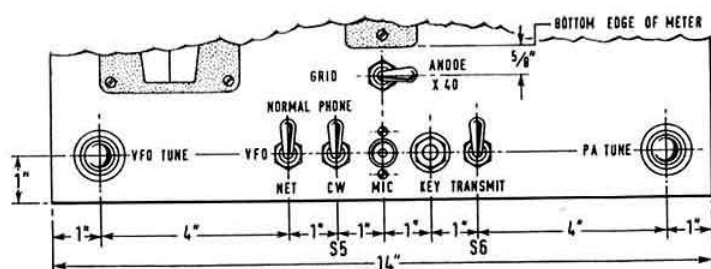 BOTTOM EDGE OF METER
5/8"
GRID
ANODE
X 40
NORMAL PHONE
VFO TUNE
VFO
PA TUNE
1"
NET
CW
MIC
KEY
TRANSMIT
1"
4"
1"
1"
1"
1"
4"
1"
S5
S6
14"